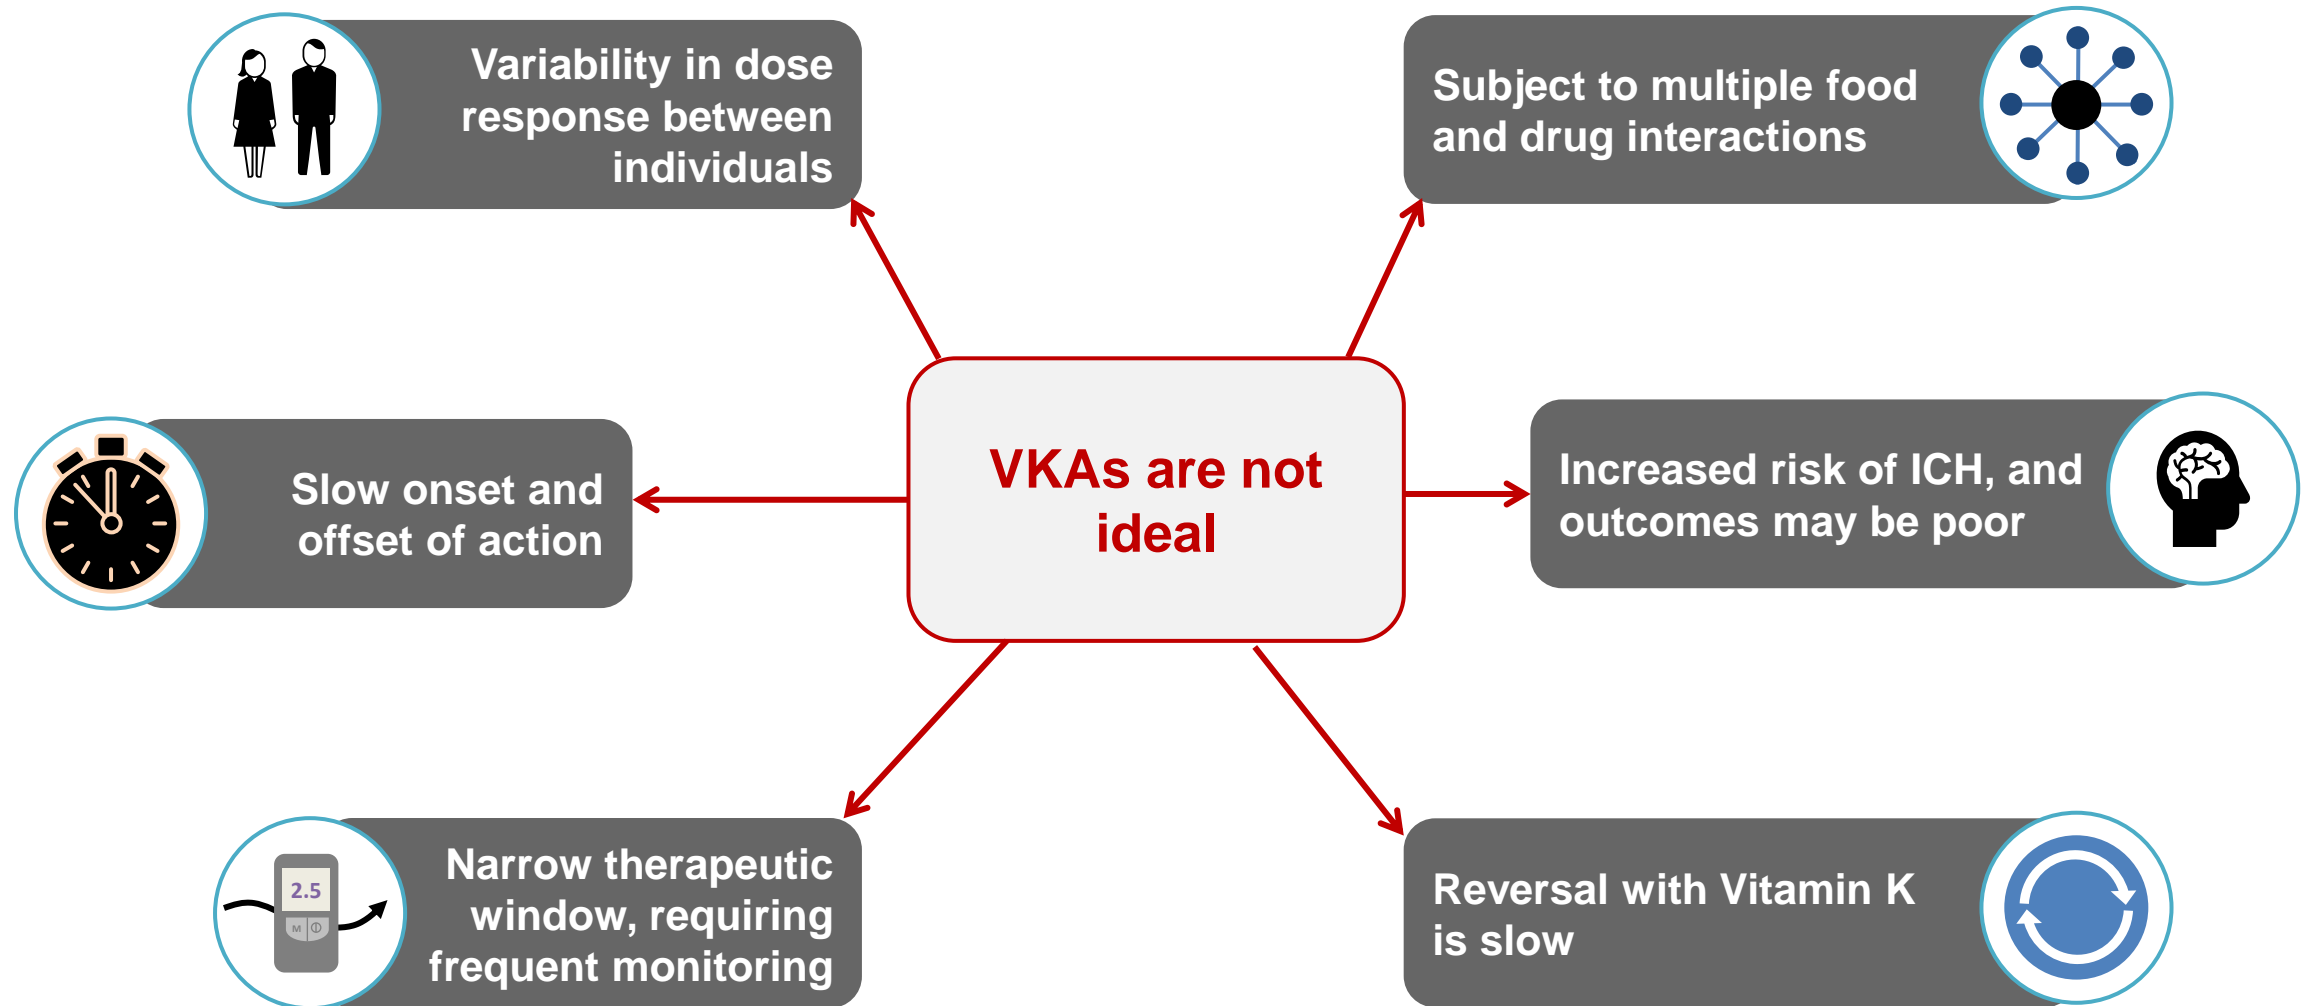 Variability in dose
response between
individuals
Subject to multiple food
and drug interactions
VKAs are not
ideal
Slow onset and
offset of action
Increased risk of ICH, and
outcomes may be poor
2.5
M
Narrow therapeutic
window, requiring
frequent monitoring
Reversal with Vitamin K
is slow